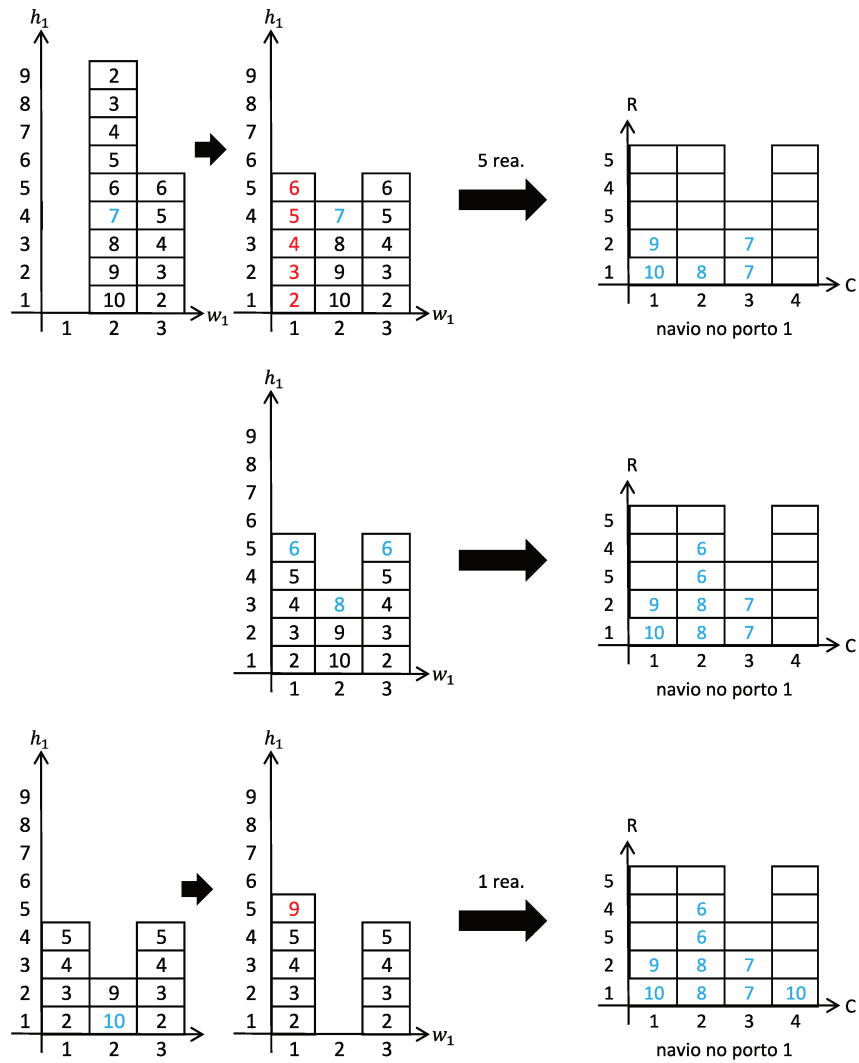 h₁ h₁
9 2 9
8 3 8 R
7 4 7
6 5 6 5 rea. 5
5 6 6 5 6 6 4
4 7 5 4 5 7 5 5
3 8 4 3 4 8 4 2 9 7
2 9 3 2 3 9 3 1 10 8 7 C
1 10 2 w₁ 1 2 10 2 w₁ 1 2 3 4
1 2 3 1 2 3 navio no porto 1
h₁
9
8 R
7
6 5
5 6 6 4 6
4 5 5 5 6
3 4 8 4 2 9 8 7
2 3 9 3 1 10 8 7 C
1 2 10 2 w₁ 1 2 3 4
1 2 3 navio no porto 1
h₁ h₁
9 9
8 8 R
7 7
6 6 1 rea. 5
5 5 9 4 6
4 5 5 4 5 5 5 6
3 4 4 3 4 4 2 9 8 7
2 3 9 3 2 3 3 1 10 8 7 10 C
1 2 10 2 1 2 2 w₁ 1 2 3 4
1 2 3 1 2 3 navio no porto 1